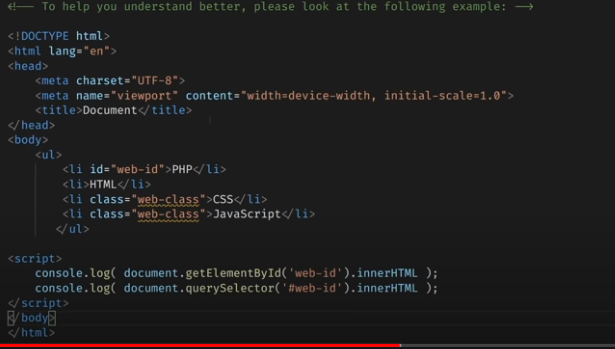 <!-- To help you understand better, please look at the following example: -->
<!DOCTYPE html>
<html lang="en">
<head>
    <meta charset="UTF-8">
    <meta name="viewport" content="width=device-width, initial-scale=1.0">
    <title>Document</title>
</head>
<body>
    <ul>
        <li id="web-id">PHP</li>
        <li>HTML</li>
        <li class="web-class">CSS</li>
        <li class="web-class">JavaScript</li>
       </ul>
<script>
    console.log( document.getElementById('web-id').innerHTML );
    console.log( document.querySelector('#web-id').innerHTML );
</script>
</body>
</html>